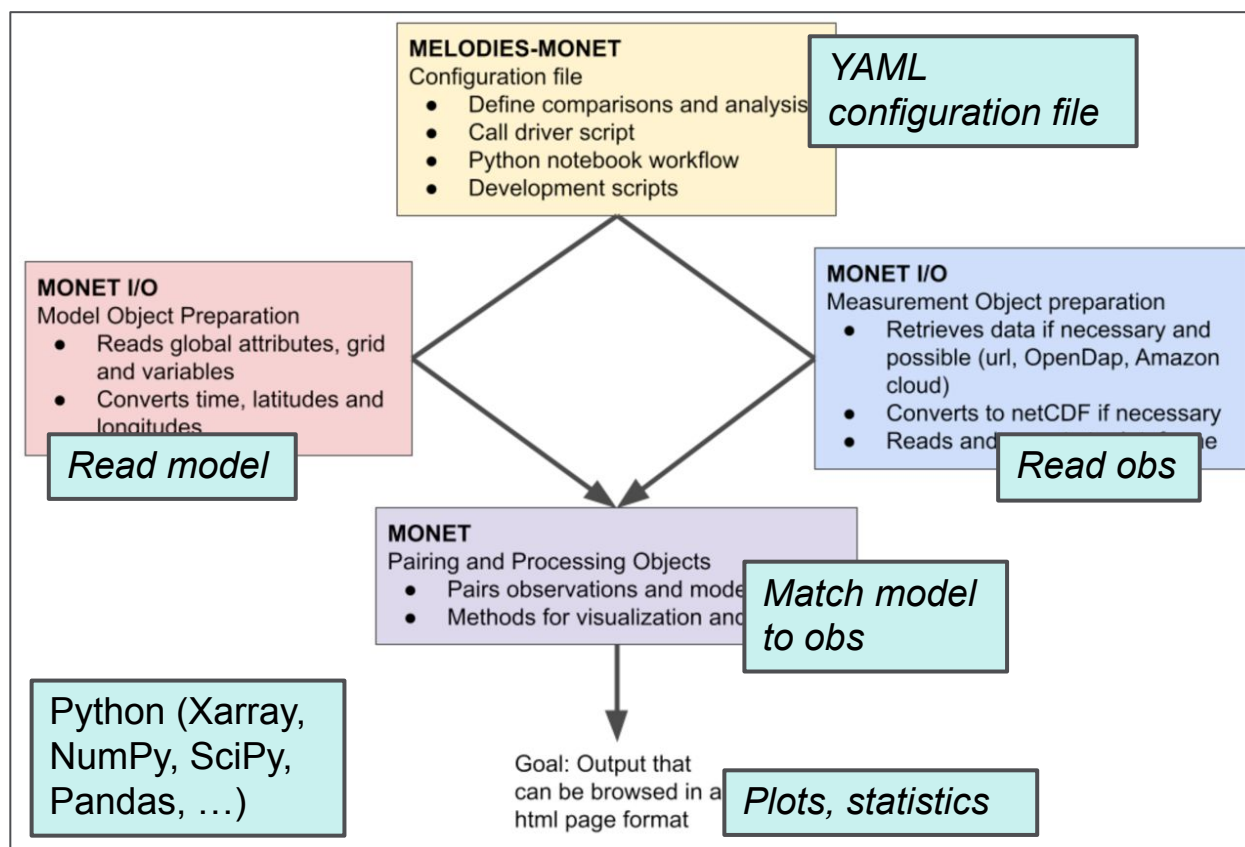 MELODIES-MONET
Configuration file
● Define comparisons and analysis
● Call driver script
● Python notebook workflow
● Development scripts
YAML
configuration file
MONET I/O
Model Object Preparation
● Reads global attributes, grid
and variables
● Converts time, latitudes and
longitudes
Read model
MONET I/O
Measurement Object preparation
● Retrieves data if necessary and
possible (url, OpenDap, Amazon
cloud)
● Converts to netCDF if necessary
● Reads and
Read obs
MONET
Pairing and Processing Objects
● Pairs observations and
● Methods for visualization and
Match model
to obs
Python (Xarray,
NumPy, SciPy,
Pandas, …)
Goal: Output that
can be browsed in a
html page format
Plots, statistics